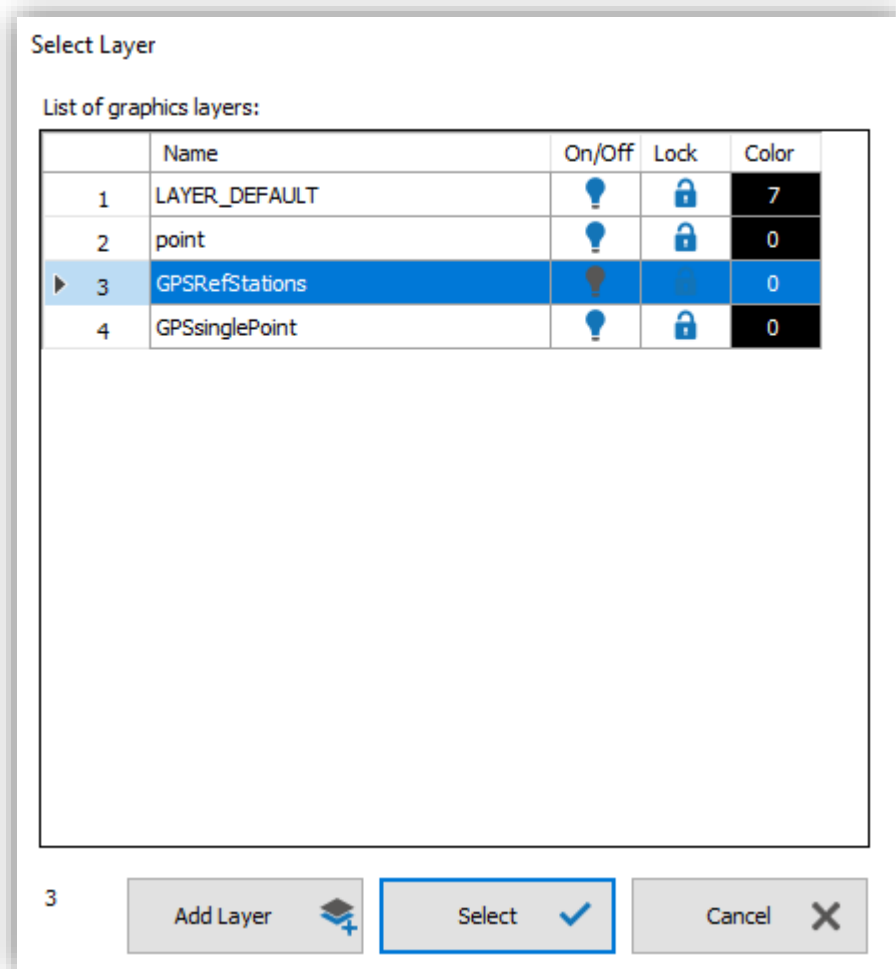 Select Layer
List of graphics layers:
Name On/Off Lock Color
1 LAYER_DEFAULT 7
2 point 0
3 GPSRefStations 0
4 GPSsinglePoint 0
3 Add Layer Select Cancel